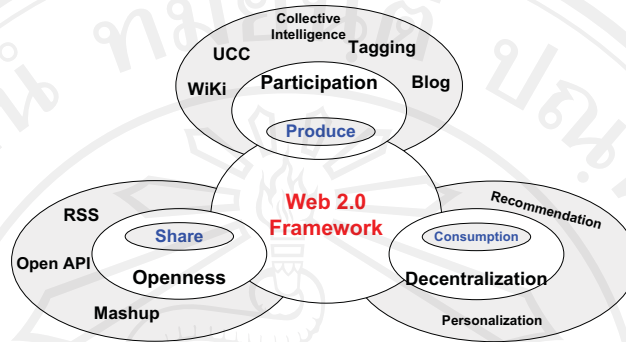 Collective
Intelligence
UCC
Tagging
WiKi
Participation
Blog
Produce
Web 2.0
Framework
RSS
Share
Open API
Openness
Mashup
Recommendation
Consumption
Decentralization
Personalization